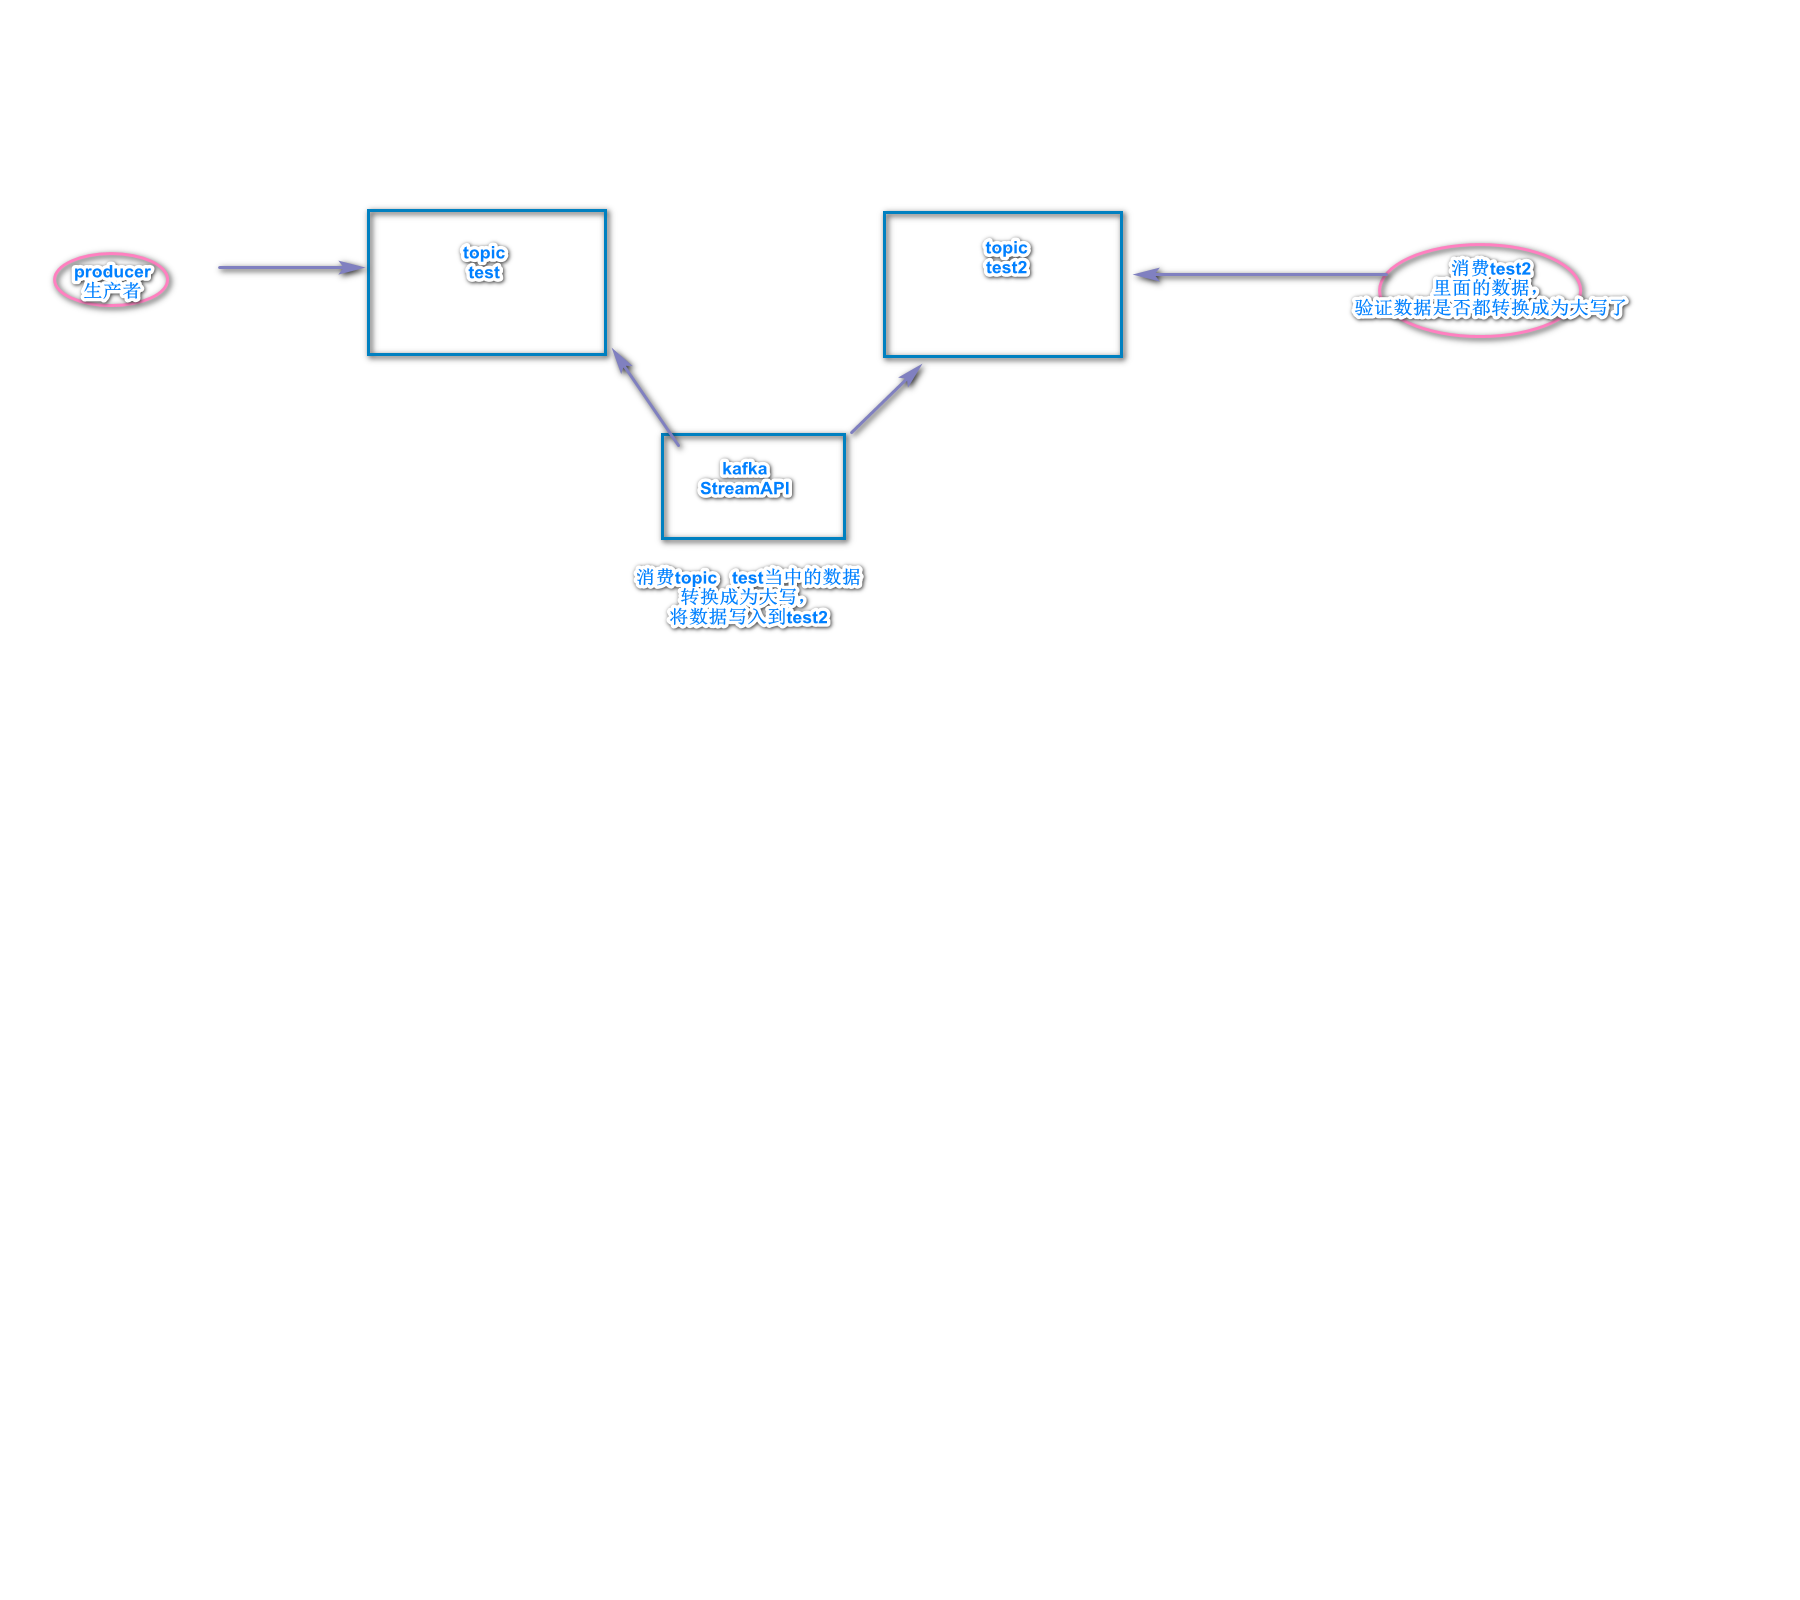 producer
生产者
topic
test
topic
test2
消费test2
里面的数据，
验证数据是否都转换成为大写了
kafka
StreamAPI
消费topic test当中的数据
转换成为大写，
将数据写入到test2